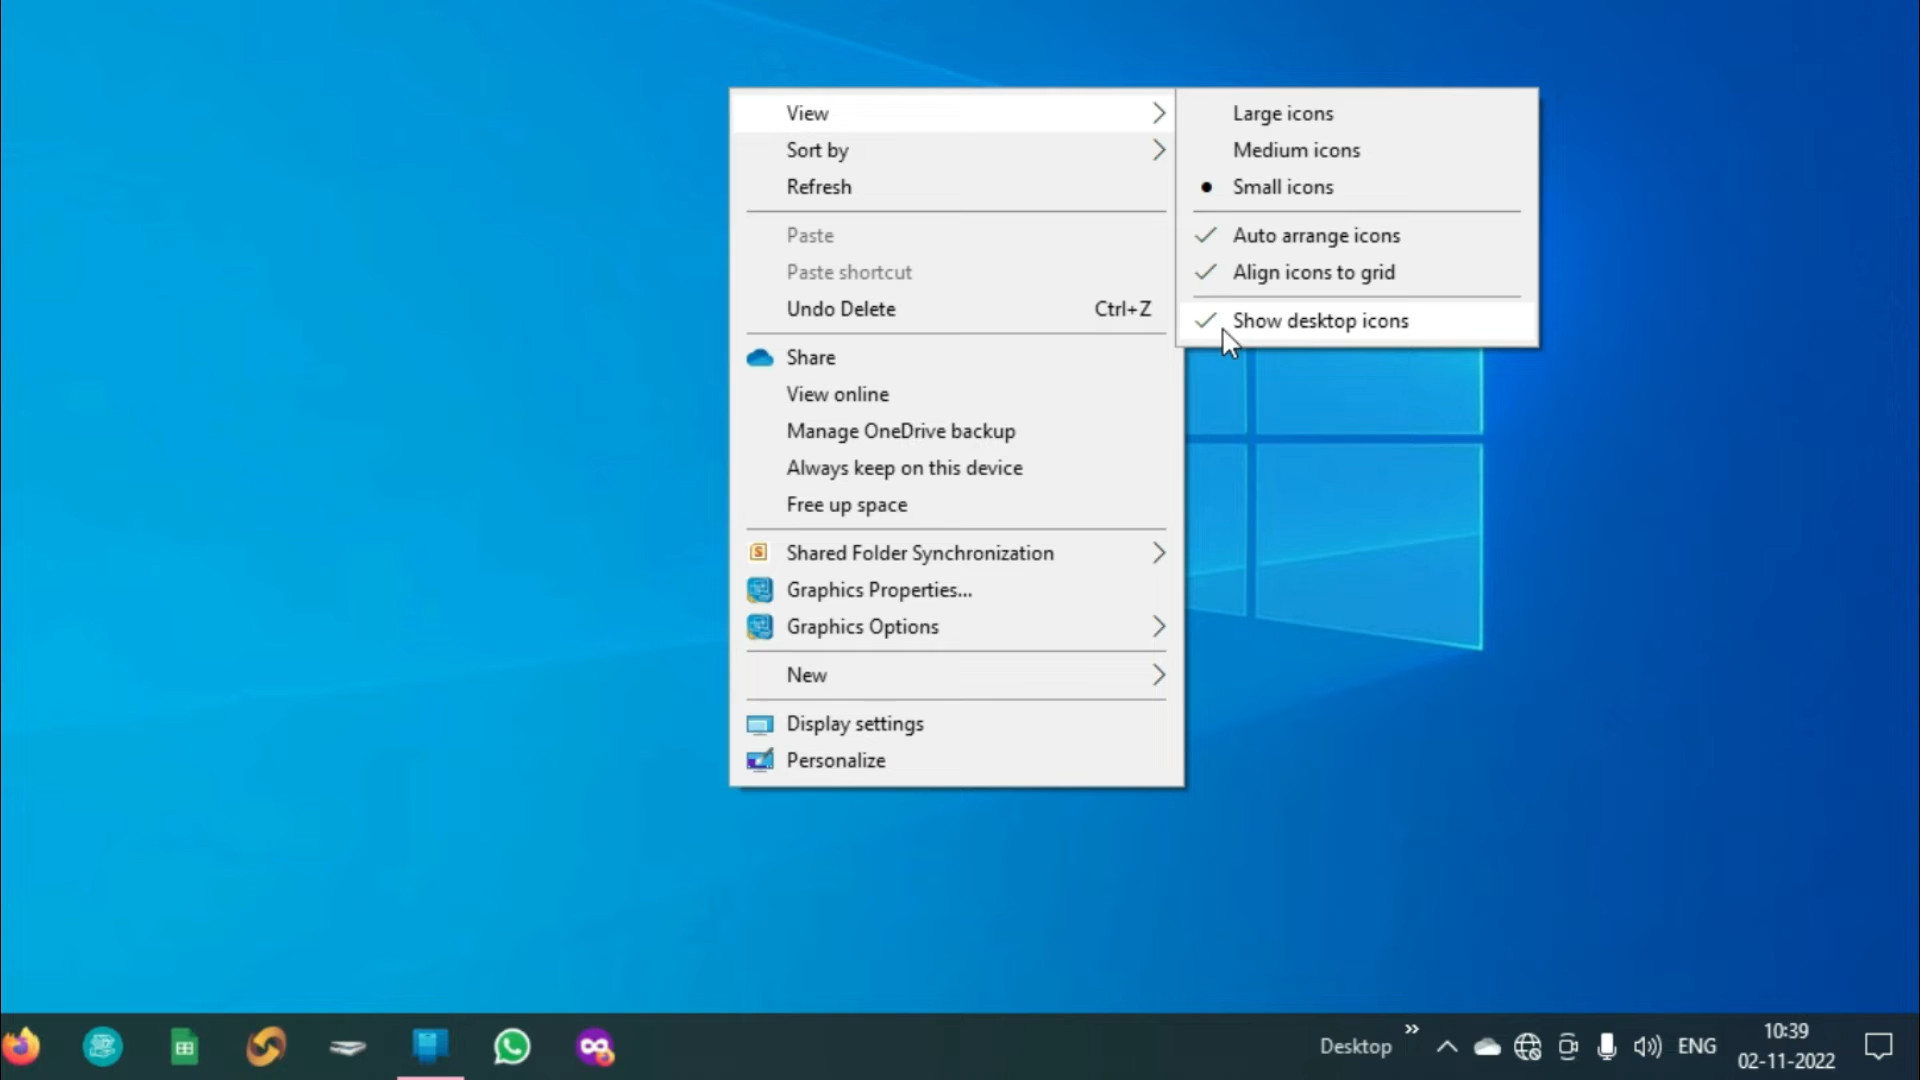 View
Sort by
Refresh
Paste
Paste shortcut
Undo Delete Ctrl+Z
Share
View online
Manage OneDrive backup
Always keep on this device
Free up space
S
Shared Folder Synchronization
Graphics Properties...
Graphics Options
New
Display settings
Personalize
Large icons
Medium icons
Small icons
Auto arrange icons
Align icons to grid
Show desktop icons
Desktop
ENG
10:39
02-11-2022